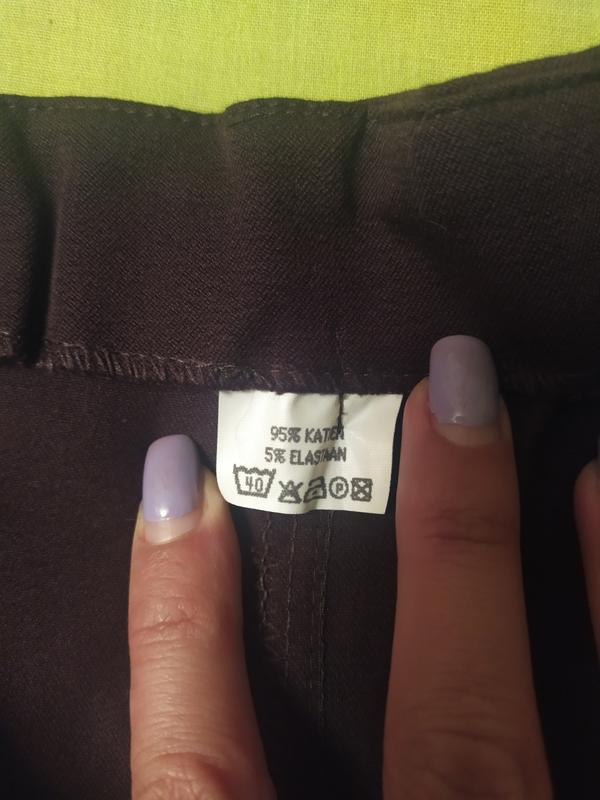 95% KATEN
5% ELASTAAN
40 P